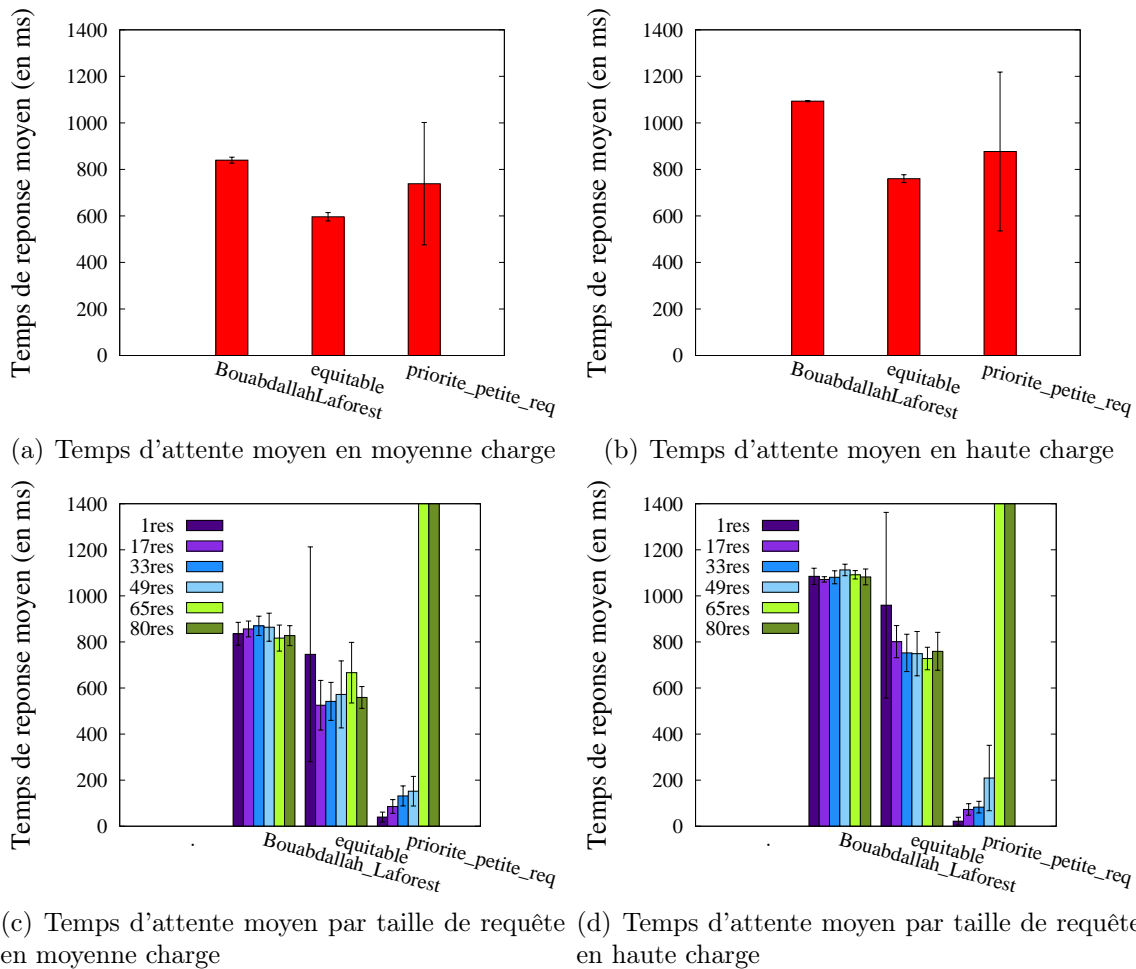 Temps de reponse moyen (en ms)
1400
1200
1000
800
600
400
200
0
BouabdallahLaforest
equitable
priorite_petite_req
(a) Temps d'attente moyen en moyenne charge
Temps de reponse moyen (en ms)
1400
1200
1000
800
600
400
200
0
BouabdallahLaforest
equitable
priorite_petite_req
(b) Temps d'attente moyen en haute charge
Temps de reponse moyen (en ms)
1400
1200
1000
800
600
400
200
0
1res
17res
33res
49res
65res
80res
.
Bouabdallah_Laforest
equitable
priorite_petite_req
(c) Temps d'attente moyen par taille de requête
en moyenne charge
Temps de reponse moyen (en ms)
1400
1200
1000
800
600
400
200
0
1res
17res
33res
49res
65res
80res
.
Bouabdallah_Laforest
equitable
priorite_petite_req
(d) Temps d'attente moyen par taille de requête
en haute charge